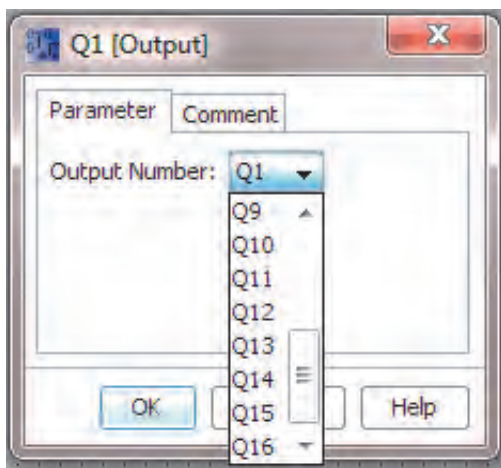 Q1 [Output]
Parameter Comment
Output Number: Q1
Q9
Q10
Q11
Q12
Q13
Q14
Q15
Q16
OK
Help